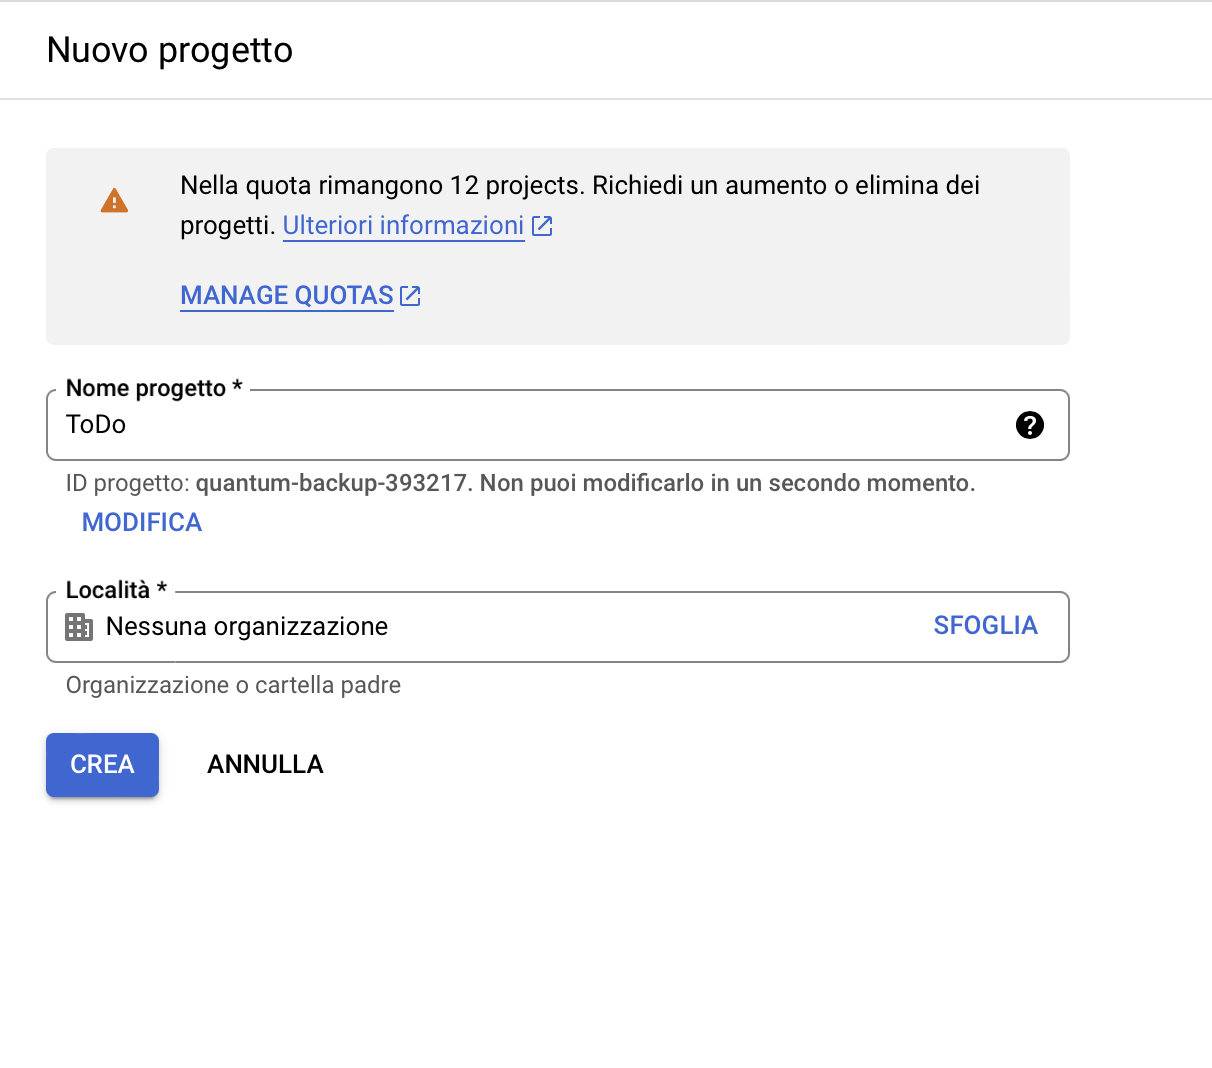 Nuovo progetto
Nella quota rimangono 12 projects. Richiedi un aumento o elimina dei
progetti. Ulteriori informazioni
MANAGE QUOTAS
Nome progetto *
ToDo
ID progetto: quantum-backup-393217. Non puoi modificarlo in un secondo momento.
MODIFICA
Località *
Nessuna organizzazione SFOGLIA
Organizzazione o cartella padre
CREA ANNULLA